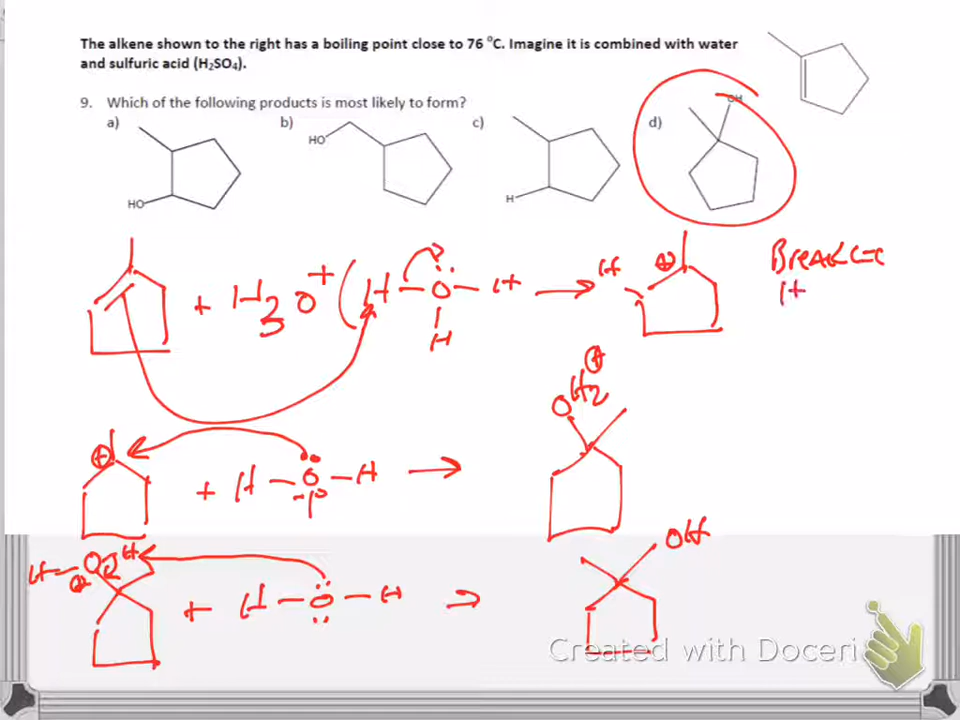 The alkene shown to the right has a boiling point close to 76 °C. Imagine it is combined with water
and sulfuric acid (H₂SO₄).
9. Which of the following products is most likely to form?
a) b) c) d)
OH
HO
HO
H
+ H₃O⁺ ( H – O – H
H
H ⊕
Break C=C
H
OH₂ ⊕
⊕ + H – O – H
H – O – H ⊕ + H – O – H
OH
Created with Doceri